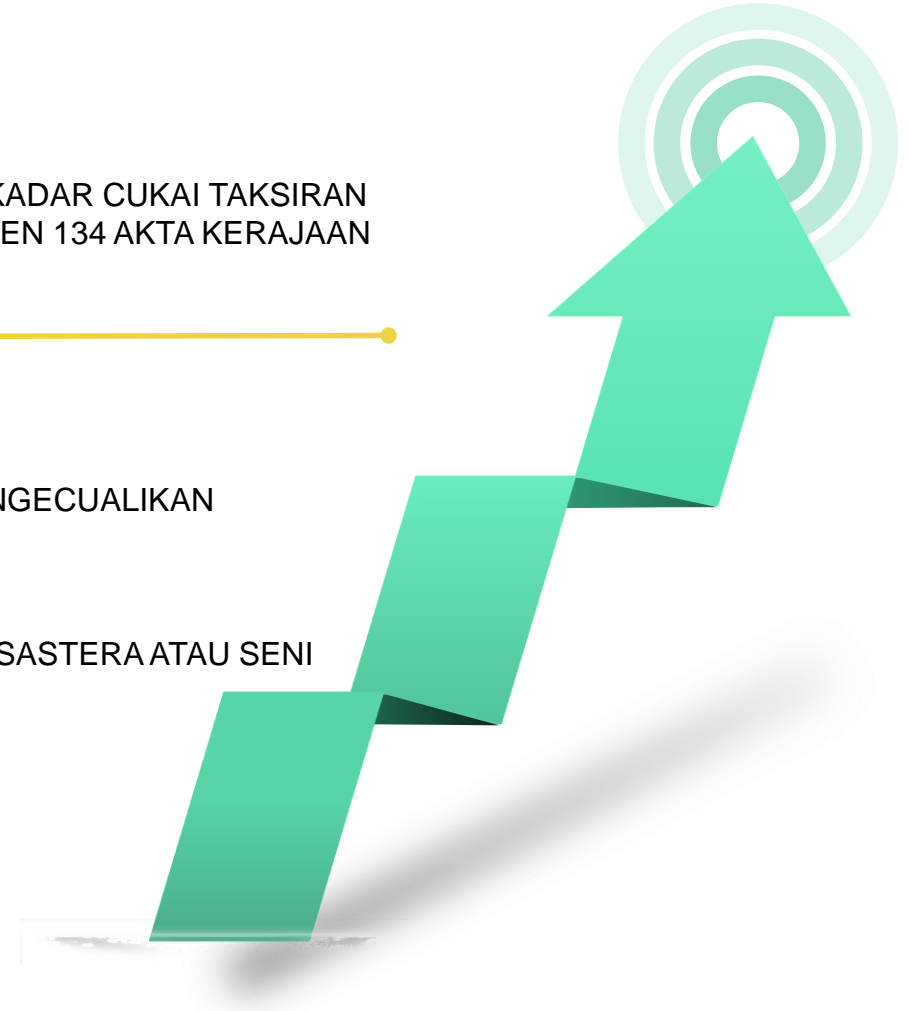 KADAR CUKAI TAKSIRAN
EN 134 AKTA KERAJAAN
NGECUALIKAN
SASTERA ATAU SENI